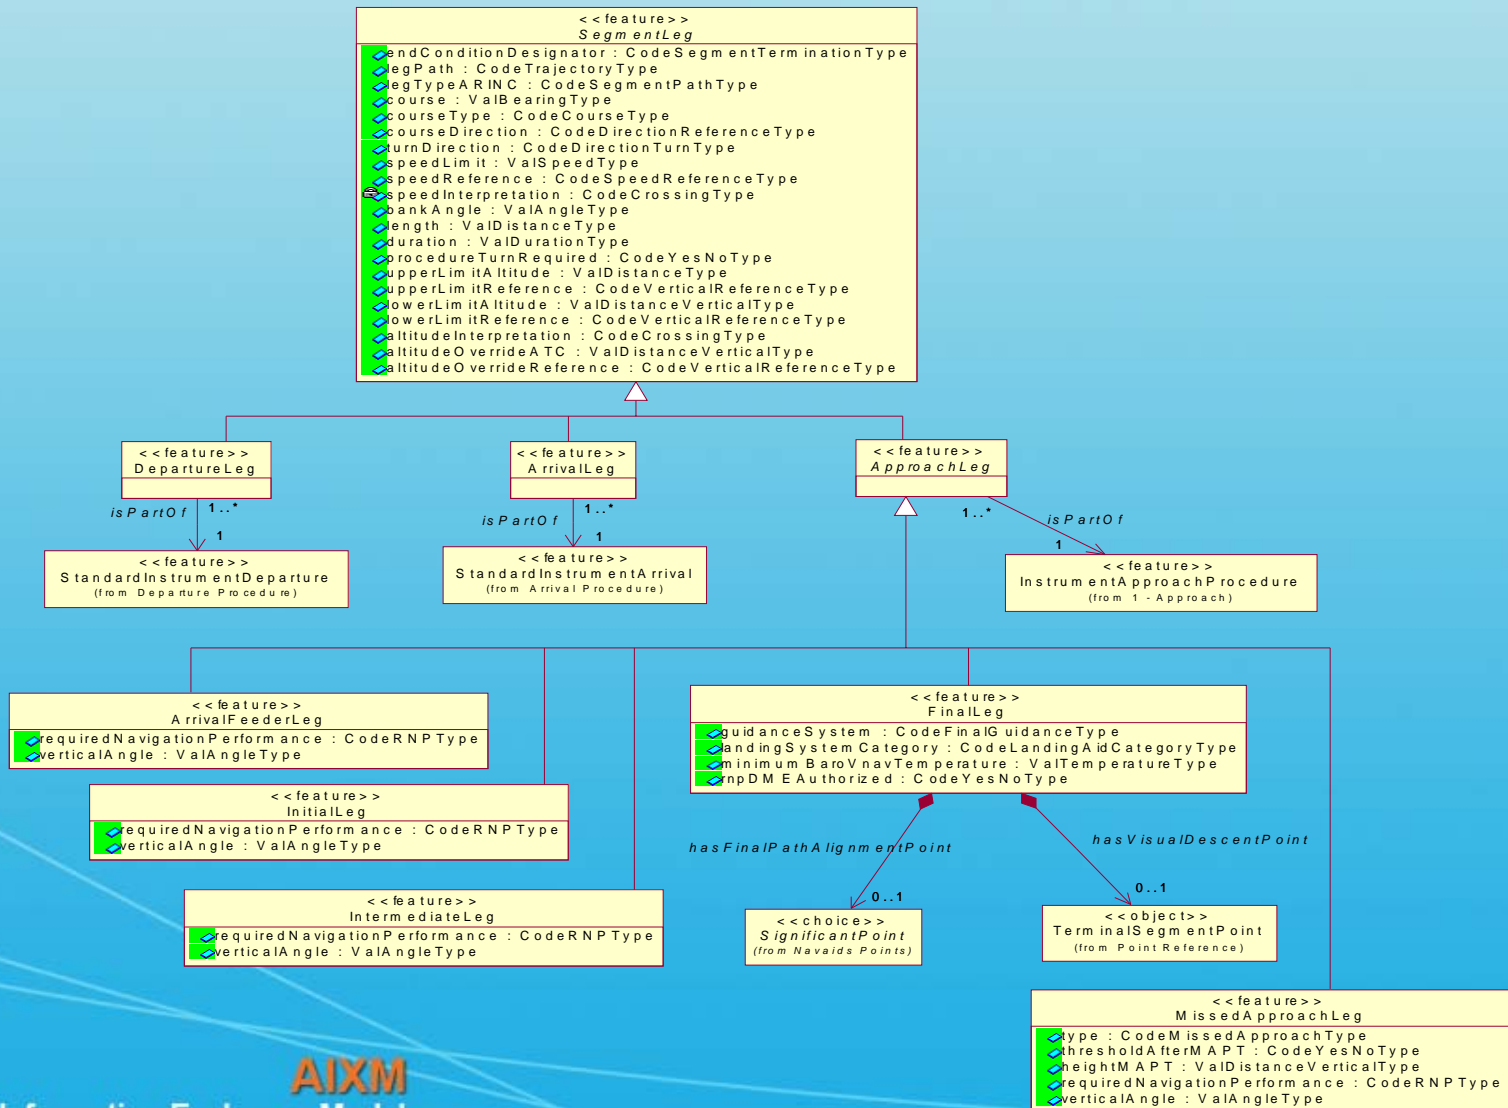 <<feature>>
SegmentLeg
endConditionDesignator : CodeSegmentTerminationType
legPath : CodeTrajectoryType
legTypeARINC : CodeSegmentPathType
course : ValBearingType
courseType : CodeCourseType
courseDirection : CodeDirectionReferenceType
turnDirection : CodeDirectionTurnType
speedLimit : ValSpeedType
speedReference : CodeSpeedReferenceType
speedInterpretation : CodeCrossingType
bankAngle : ValAngleType
length : ValDistanceType
duration : ValDurationType
procedureTurnRequired : CodeYesNoType
upperLimitAltitude : ValDistanceType
upperLimitReference : CodeVerticalReferenceType
lowerLimitAltitude : ValDistanceVerticalType
lowerLimitReference : CodeVerticalReferenceType
altitudeInterpretation : CodeCrossingType
altitudeOverrideATC : ValDistanceVerticalType
altitudeOverrideReference : CodeVerticalReferenceType
<<feature>>
DepartureLeg
<<feature>>
ArrivalLeg
<<feature>>
ApproachLeg
isPartOf
1..*
1
isPartOf
1..*
1
1..*
isPartOf
1
<<feature>>
StandardInstrumentDeparture
(from Departure Procedure)
<<feature>>
StandardInstrumentArrival
(from Arrival Procedure)
<<feature>>
InstrumentApproachProcedure
(from 1 - Approach)
<<feature>>
ArrivalFeederLeg
requiredNavigationPerformance : CodeRNPType
verticalAngle : ValAngleType
<<feature>>
InitialLeg
requiredNavigationPerformance : CodeRNPType
verticalAngle : ValAngleType
<<feature>>
IntermediateLeg
requiredNavigationPerformance : CodeRNPType
verticalAngle : ValAngleType
<<feature>>
FinalLeg
guidanceSystem : CodeFinalGuidanceType
landingSystemCategory : CodeLandingAidCategoryType
minimumBaroVnavTemperature : ValTemperatureType
rnpDMEAuthorized : CodeYesNoType
hasFinalPathAlignmentPoint
0..1
hasVisualDescentPoint
0..1
<<choice>>
SignificantPoint
(from Navaids Points)
<<object>>
TerminalSegmentPoint
(from Point Reference)
<<feature>>
MissedApproachLeg
type : CodeMissedApproachType
thresholdAfterMAPT : CodeYesNoType
heightMAPT : ValDistanceVerticalType
requiredNavigationPerformance : CodeRNPType
verticalAngle : ValAngleType
AIXM